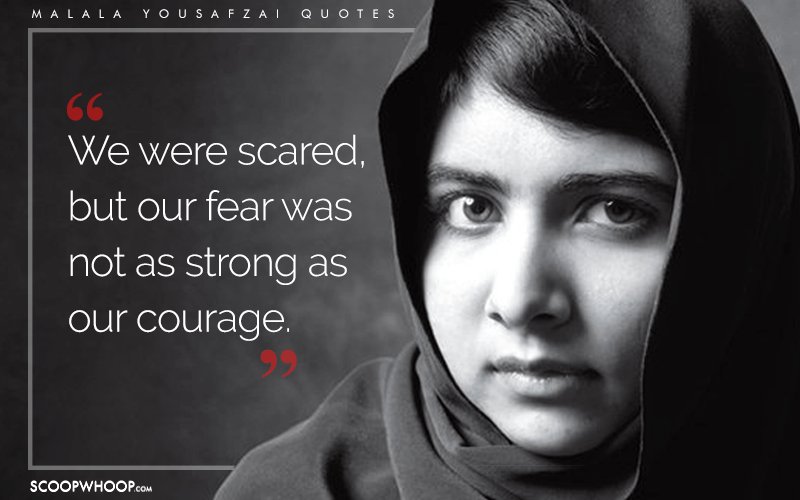 MALALA YOUSAFZAI QUOTES
“
We were scared,
but our fear was
not as strong as
our courage.
”
SCOOPWHOOP.COM